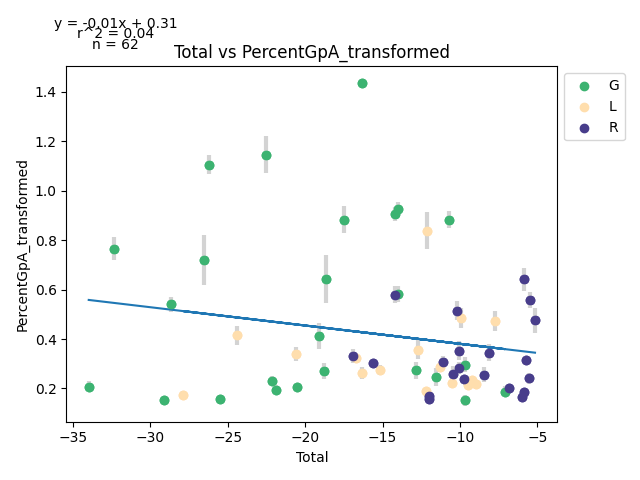 y = -0.01x + 0.31
r^2 = 0.04
n = 62
Total vs PercentGpA_transformed
G
L
R
PercentGpA_transformed
1.4
1.2
1.0
0.8
0.6
0.4
0.2
−35
−30
−25
−20
−15
−10
−5
Total